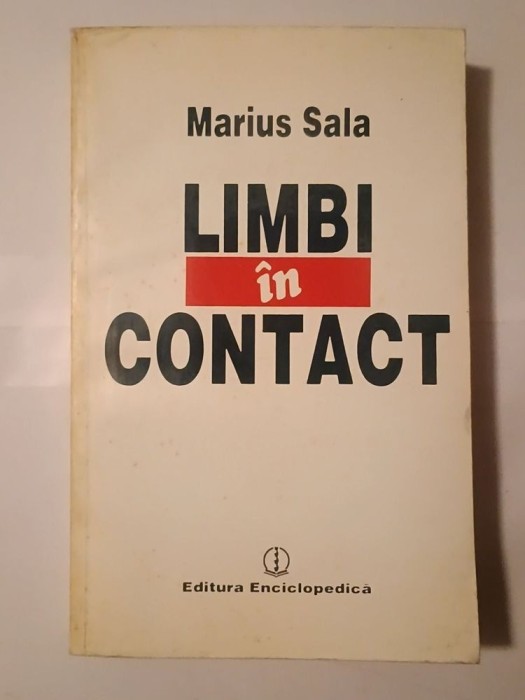 Marius Sala
LIMBI
în
CONTACT
Editura Enciclopedică